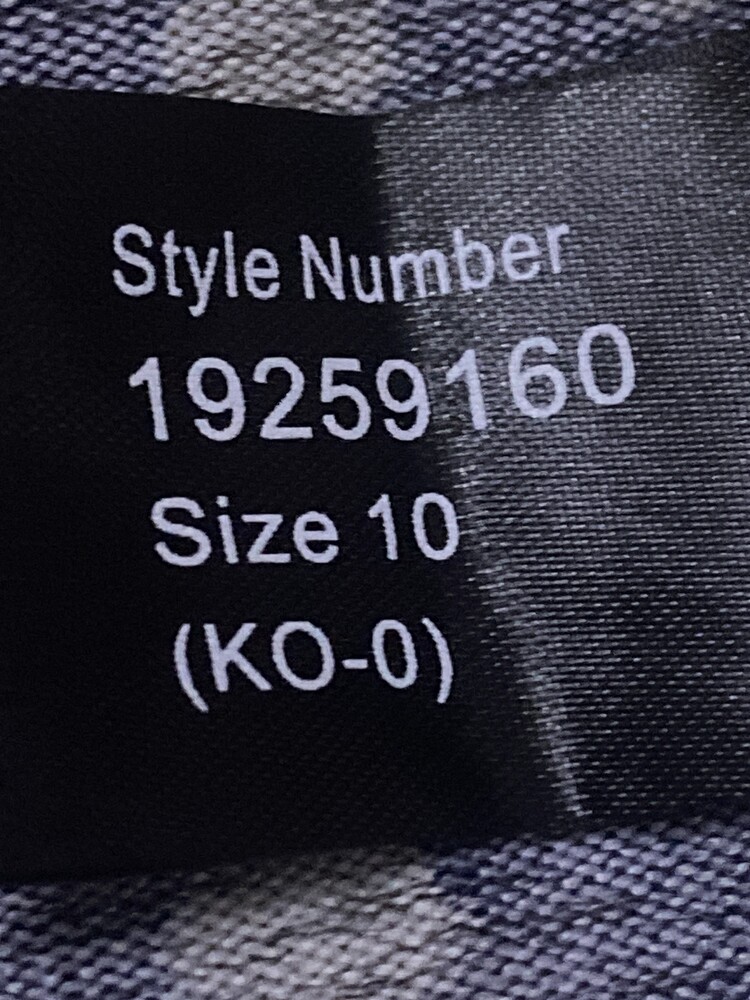 Style Number
19259160
Size 10
(KO-0)